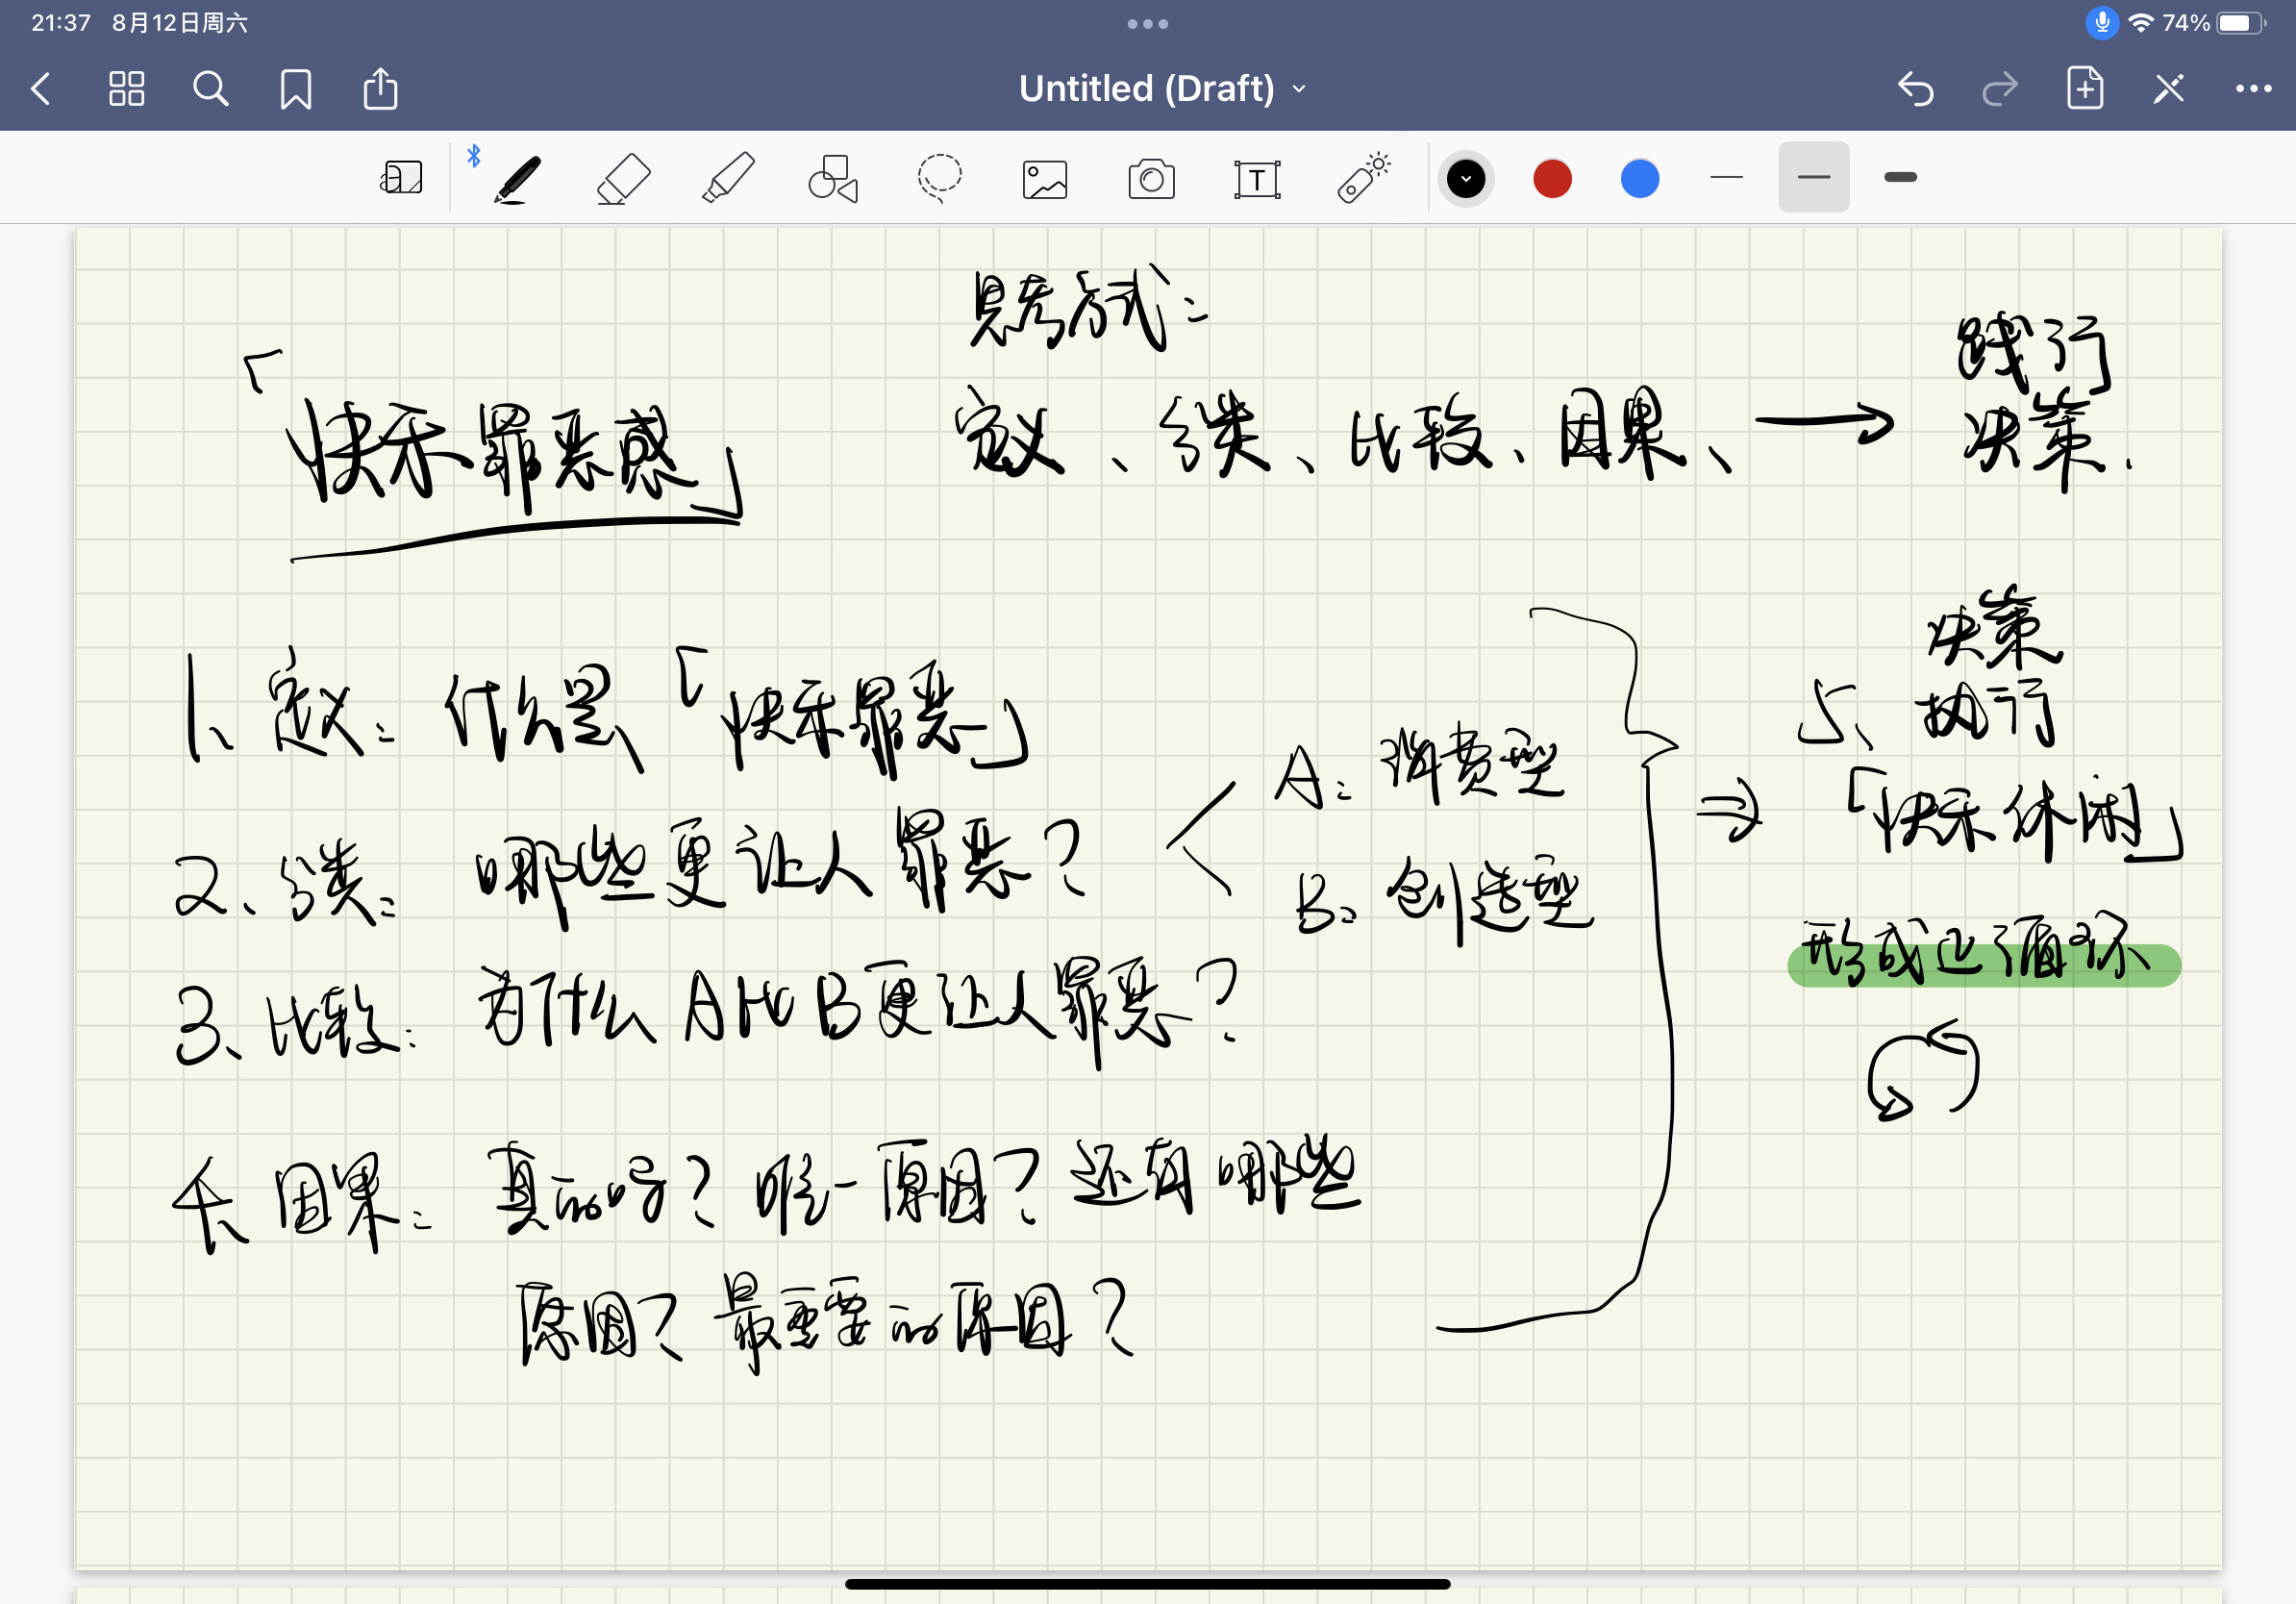 21:37 8月12日周六
74%
Untitled (Draft)
T
思考方式:
「快乐罪恶感」
定义、分类、比较、因果、
践行
决策.
1、定义: 什么是「快乐罪恶」
2、分类: 哪些更让人罪恶?
A: 消费型
B: 创造型
3、比较: 为什么A和B更让人罪恶?
4、因果: 真的吗? 唯一原因? 还有哪些
原因? 最重要的原因?
决策
5、执行
「快乐休闲」
形成正循环